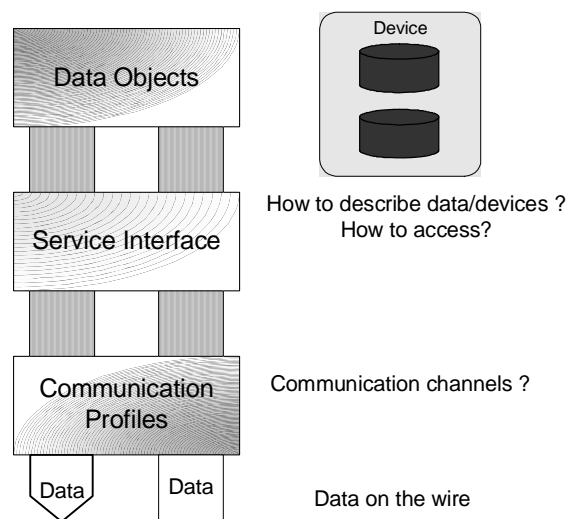 Device
Data Objects
How to describe data/devices ?
How to access?
Service Interface
Communication channels ?
Communication
Profiles
Data
Data
Data on the wire